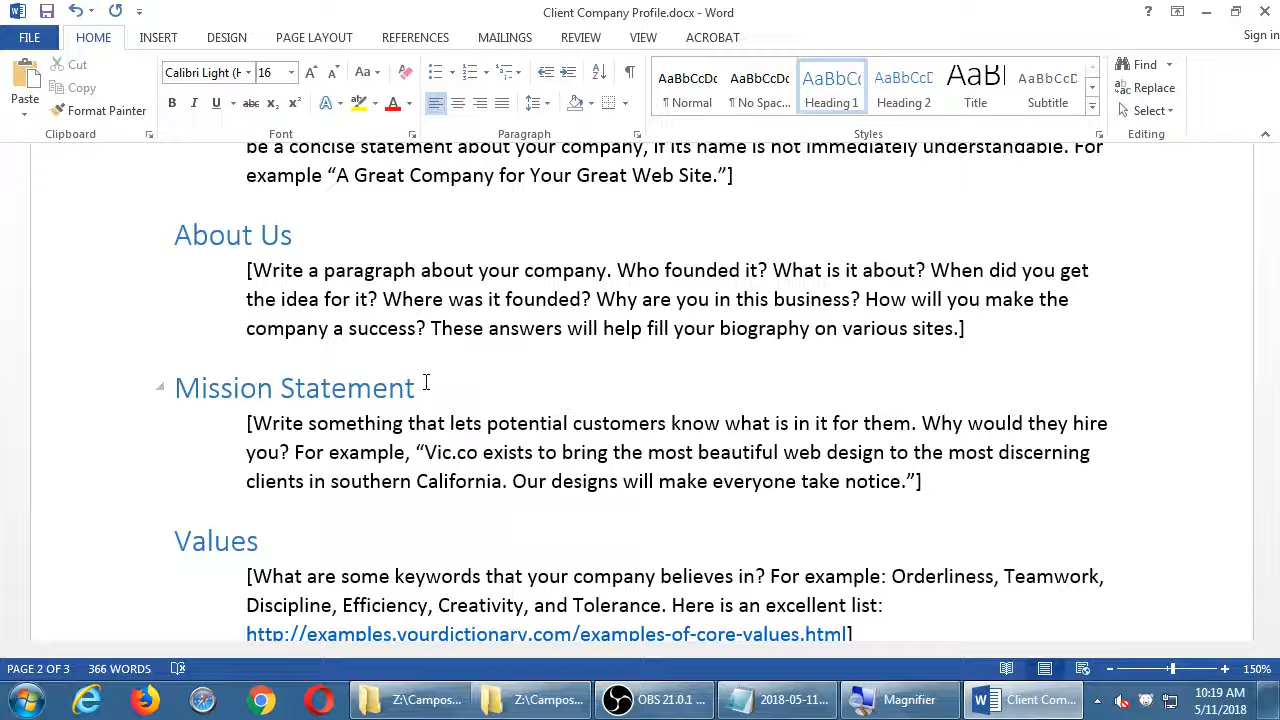 Client Company Profile.docx - Word
FILE HOME INSERT DESIGN PAGE LAYOUT REFERENCES MAILINGS REVIEW VIEW ACROBAT Sign in
Paste
Cut
Copy
Format Painter
Clipboard
Calibri Light (H 16
Font
Paragraph
AaBbCcDc AaBbCcDc AaBbCc AaBbCcD AaB AaBbCcD
¶ Normal ¶ No Spac... Heading 1 Heading 2 Title Subtitle
Styles
Find
Replace
Select
Editing
be a concise statement about your company, if its name is not immediately understandable. For
example “A Great Company for Your Great Web Site.”]
About Us
[Write a paragraph about your company. Who founded it? What is it about? When did you get
the idea for it? Where was it founded? Why are you in this business? How will you make the
company a success? These answers will help fill your biography on various sites.]
Mission Statement
[Write something that lets potential customers know what is in it for them. Why would they hire
you? For example, “Vic.co exists to bring the most beautiful web design to the most discerning
clients in southern California. Our designs will make everyone take notice.”]
Values
[What are some keywords that your company believes in? For example: Orderliness, Teamwork,
Discipline, Efficiency, Creativity, and Tolerance. Here is an excellent list:
http://examples.yourdictionary.com/examples-of-core-values.html]
PAGE 2 OF 3 366 WORDS 150%
Z:\Campos... Z:\Campos... OBS 21.0.1 ... 2018-05-11... Magnifier Client Com...
10:19 AM
5/11/2018